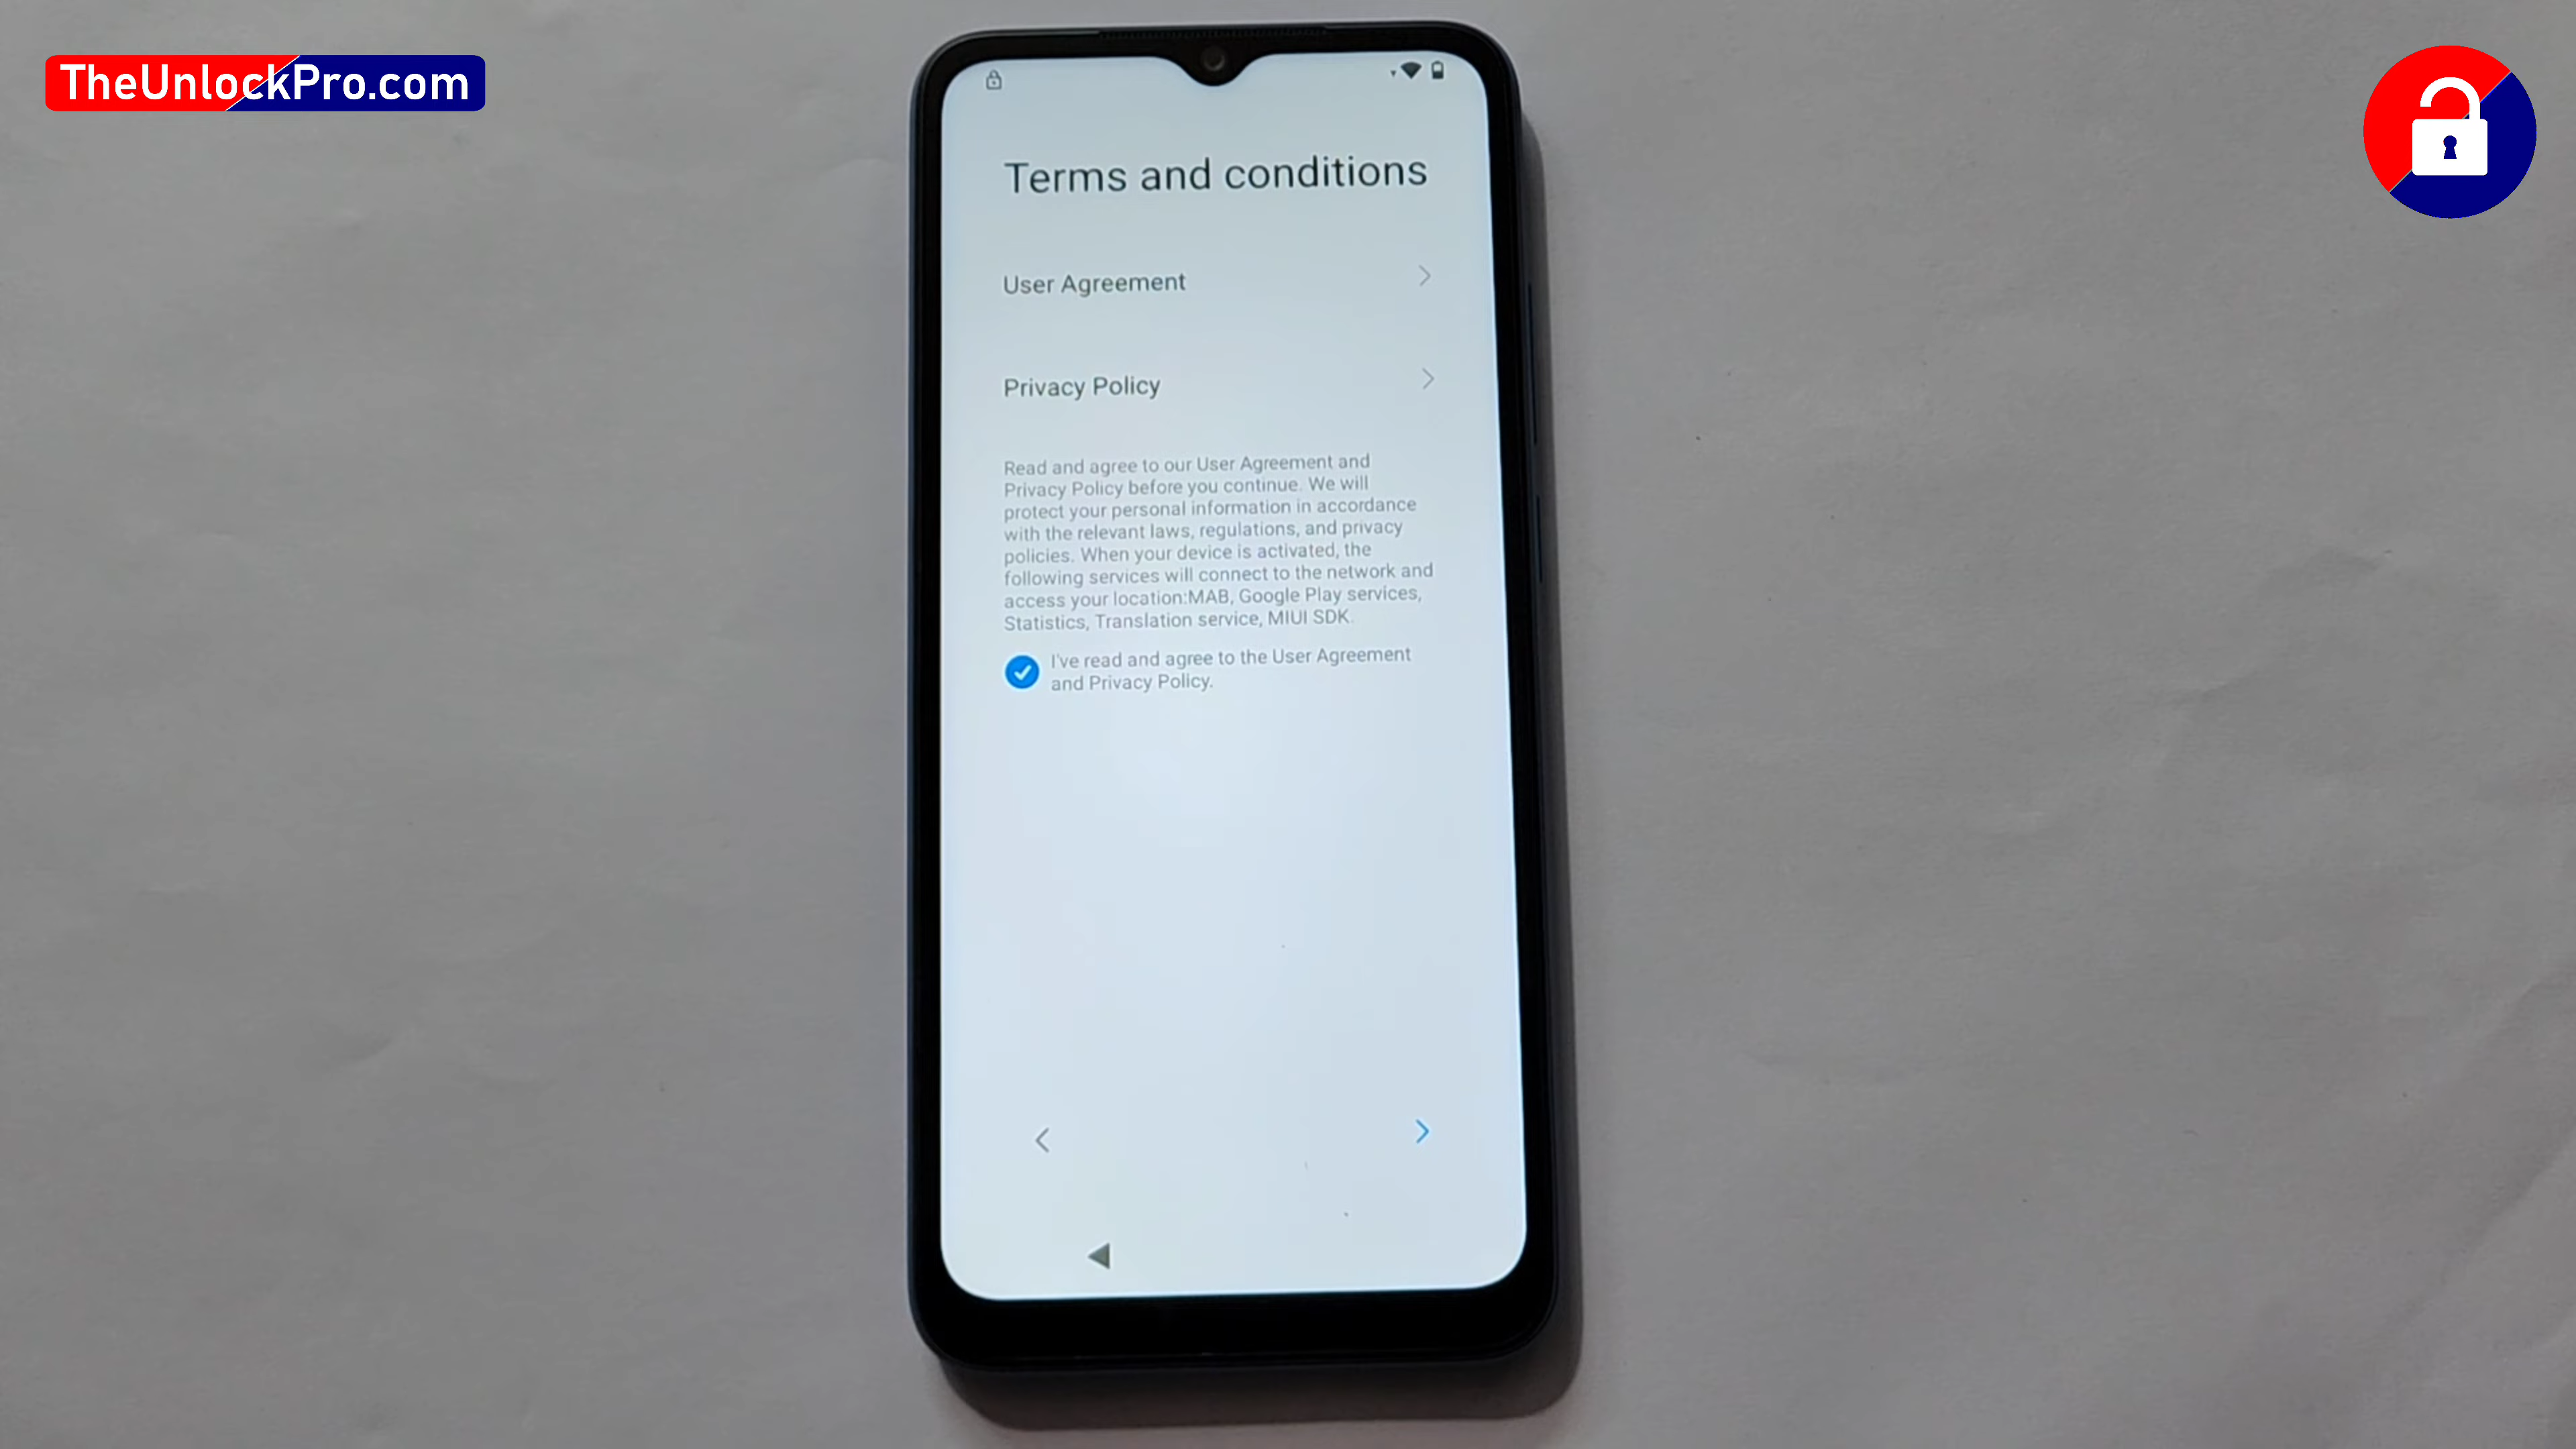 TheUnlockPro.com
Terms and conditions
User Agreement
Privacy Policy
Read and agree to our User Agreement and
Privacy Policy before you continue. We will
protect your personal information in accordance
with the relevant laws, regulations, and privacy
policies. When your device is activated, the
following services will connect to the network and
access your location:MAB, Google Play services,
Statistics, Translation service, MIUI SDK.
I've read and agree to the User Agreement
and Privacy Policy.